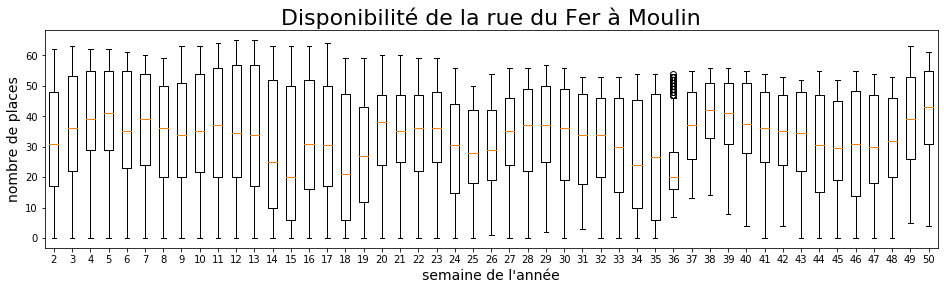 Disponibilité de la rue du Fer à Moulin
nombre de places
60
50
40
30
20
10
0
2 3 4 5 6 7 8 9 10 11 12 13 14 15 16 17 18 19 20 21 22 23 24 25 26 27 28 29 30 31 32 33 34 35 36 37 38 39 40 41 42 43 44 45 46 47 48 49 50
semaine de l'année